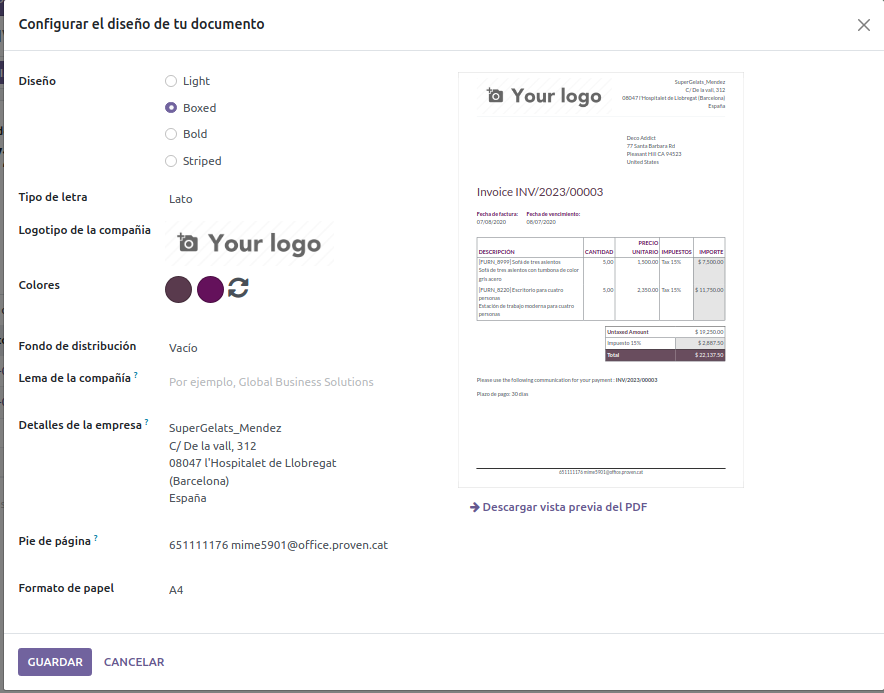 Configurar el diseño de tu documento
Diseño
Light
Boxed
Bold
Striped
Tipo de letra
Lato
Logotipo de la compañia
Your logo
Colores
Fondo de distribución
Vacío
Lema de la compañía ?
Por ejemplo, Global Business Solutions
Detalles de la empresa ?
SuperGelats_Mendez
C/ De la vall, 312
08047 l'Hospitalet de Llobregat
(Barcelona)
España
Pie de página ?
651111176 mime5901@office.proven.cat
Formato de papel
A4
Your logo
SuperGelats_Mendez
C/ De la vall, 312
08047 l'Hospitalet de Llobregat (Barcelona)
España
Deco Addict
77 Santa Barbara Rd
Pleasant Hill CA 94523
United States
Invoice INV/2023/00003
Fecha de factura: Fecha de vencimiento:
07/08/2020 08/07/2020
PRECIO
DESCRIPCIÓN CANTIDAD UNITARIO IMPUESTOS IMPORTE
[FURN_8999] Sofá de tres asientos 5,00 1,500.00 Tax 15% $ 7,500.00
Sofá de tres asientos con tumbona de color
gris acero
[FURN_8220] Escritorio para cuatro 5,00 2,350.00 Tax 15% $ 11,750.00
personas
Estación de trabajo moderna para cuatro
personas
Untaxed Amount $ 19,250.00
Impuesto 15% $ 2,887.50
Total $ 22,137.50
Please use the following communication for your payment : INV/2023/00003
Plazo de pago: 30 días
651111176 mime5901@office.proven.cat
Descargar vista previa del PDF
GUARDAR
CANCELAR